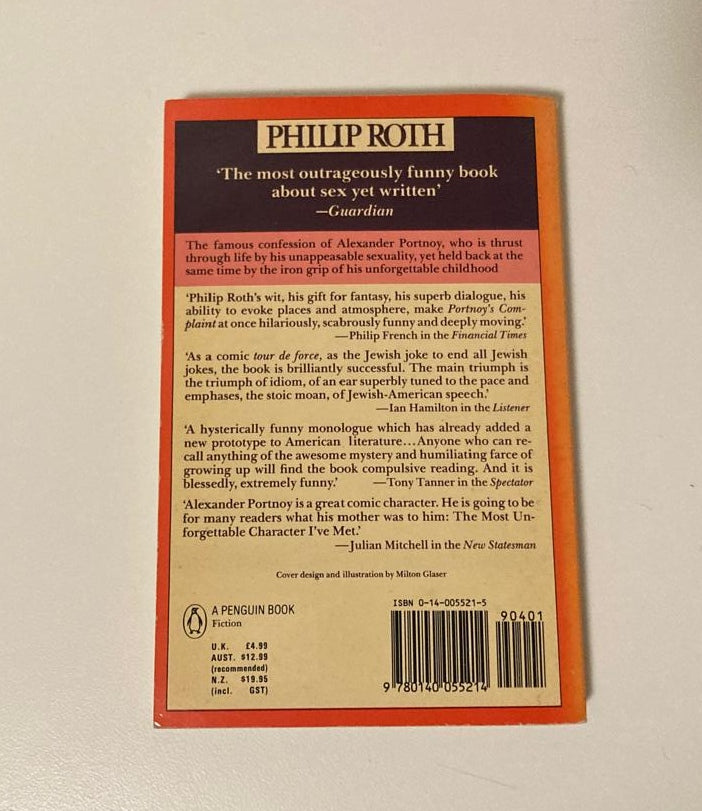 PHILIP ROTH
‘The most outrageously funny book
about sex yet written’
—Guardian
The famous confession of Alexander Portnoy, who is thrust
through life by his unappeasable sexuality, yet held back at the
same time by the iron grip of his unforgettable childhood
‘Philip Roth's wit, his gift for fantasy, his superb dialogue, his
ability to evoke places and atmosphere, make Portnoy's Com-
plaint at once hilariously, scabrously funny and deeply moving.’
—Philip French in the Financial Times
‘As a comic tour de force, as the Jewish joke to end all Jewish
jokes, the book is brilliantly successful. The main triumph is
the triumph of idiom, of an ear superbly tuned to the pace and
emphases, the stoic moan, of Jewish-American speech.’
—Ian Hamilton in the Listener
‘A hysterically funny monologue which has already added a
new prototype to American literature...Anyone who can re-
call anything of the awesome mystery and humiliating farce of
growing up will find the book compulsive reading. And it is
blessedly, extremely funny.’ —Tony Tanner in the Spectator
‘Alexander Portnoy is a great comic character. He is going to be
for many readers what his mother was to him: The Most Un-
forgettable Character I've Met.’
—Julian Mitchell in the New Statesman
Cover design and illustration by Milton Glaser
A PENGUIN BOOK
Fiction
U.K. £4.99
AUST. $12.99
(recommended)
N.Z. $19.95
(incl. GST)
ISBN 0-14-005521-5
90401
9 780140 055214